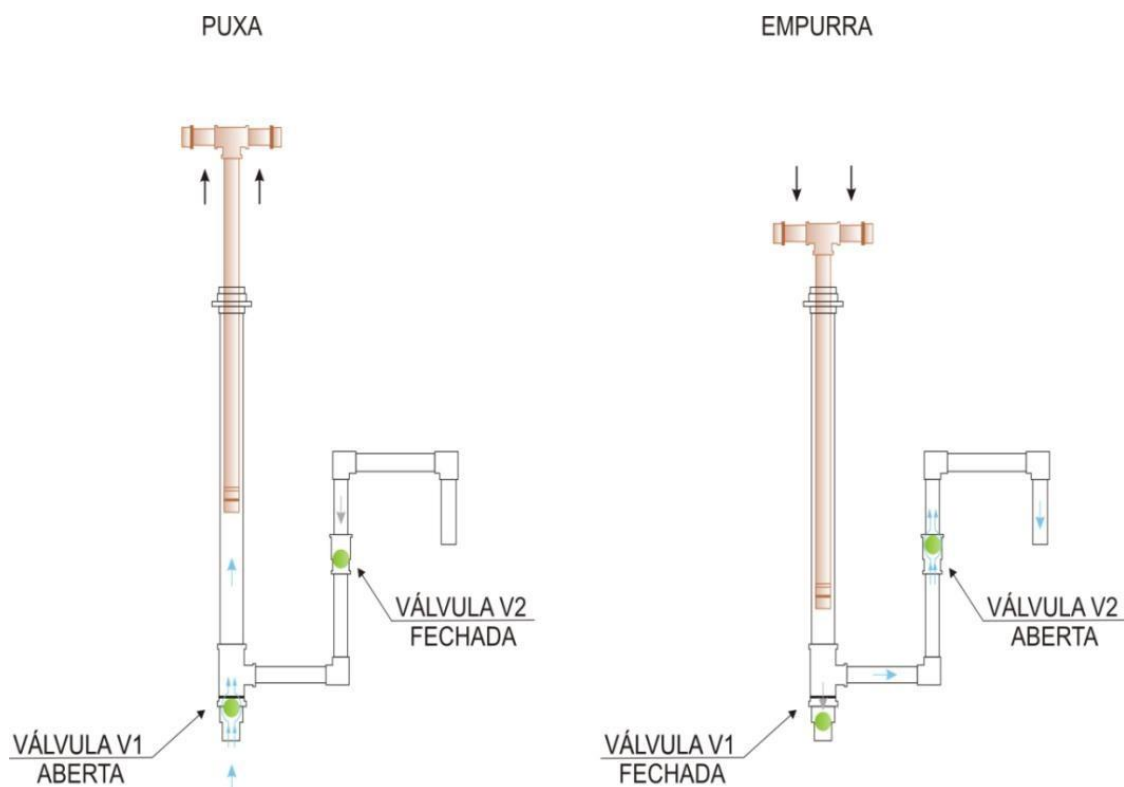 PUXA
EMPURRA
VÁLVULA V2
FECHADA
VÁLVULA V1
ABERTA
VÁLVULA V2
ABERTA
VÁLVULA V1
FECHADA